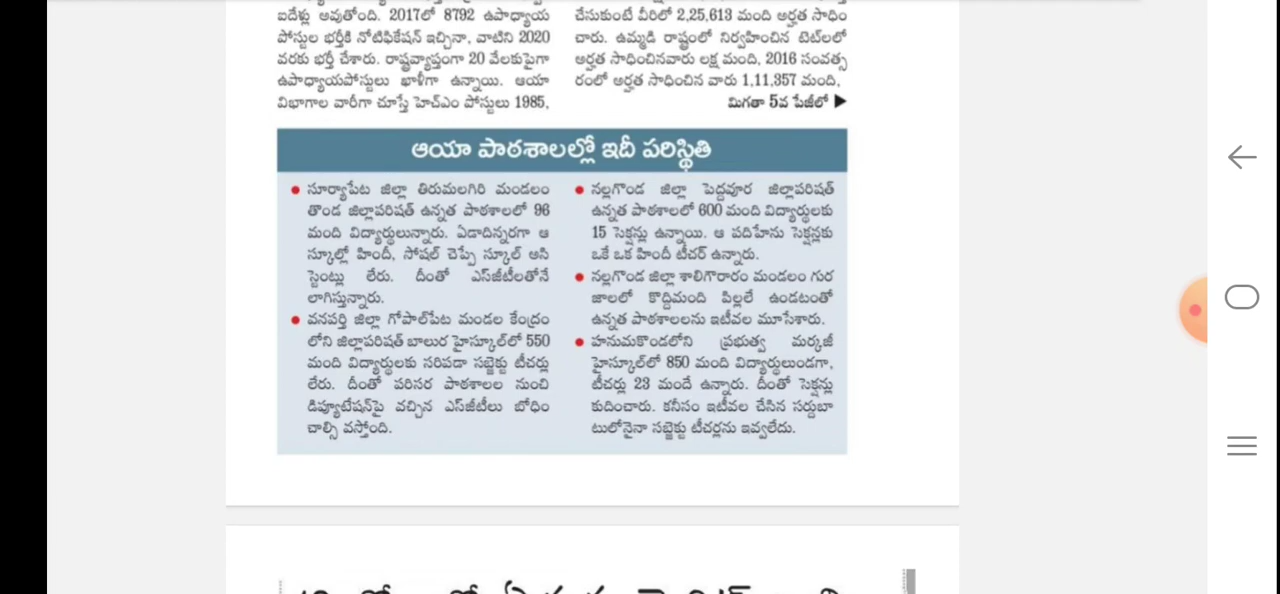 ఐదేళ్లు అవుతోంది. 2017లో 8792 ఉపాధ్యాయ
పోస్టుల భర్తీకి నోటిఫికేషన్ ఇచ్చినా, వాటిని 2020
వరకు భర్తీ చేశారు. రాష్ట్రవ్యాప్తంగా 20 వేలకుపైగా
ఉపాధ్యాయపోస్టులు ఖాళీగా ఉన్నాయి. ఆయా
విభాగాల వారీగా చూస్తే హెచ్ఎం పోస్టులు 1985,
చేసుకుంటే వీరిలో 2,25,613 మంది అర్హత సాధిం
చారు. ఉమ్మడి రాష్ట్రంలో నిర్వహించిన టెట్‌లలో
అర్హత సాధించినవారు లక్ష మంది, 2016 సంవత్స
రంలో అర్హత సాధించిన వారు 1,11,357 మంది,
మిగతా 5వ పేజీలో ▶
ఆయా పాఠశాలల్లో ఇదీ పరిస్థితి
● సూర్యాపేట జిల్లా తిరుమలగిరి మండలం
తొండ జిల్లాపరిషత్ ఉన్నత పాఠశాలలో 96
మంది విద్యార్థులున్నారు. ఏడాదిన్నరగా ఆ
స్కూల్లో హిందీ, సోషల్ చెప్పే స్కూల్ అసి
స్టెంట్లు లేరు. దీంతో ఎస్‌జీటీలతోనే
లాగిస్తున్నారు.
● వనపర్తి జిల్లా గోపాల్‌పేట మండల కేంద్రం
లోని జిల్లాపరిషత్ బాలుర హైస్కూల్‌లో 550
మంది విద్యార్థులకు సరిపడా సబ్జెక్టు టీచర్లు
లేరు. దీంతో పరిసర పాఠశాలల నుంచి
డిప్యూటేషన్‌పై వచ్చిన ఎస్‌జీటీలు బోధిం
చాల్సి వస్తోంది.
● నల్లగొండ జిల్లా పెద్దవూర జిల్లాపరిషత్
ఉన్నత పాఠశాలలో 600 మంది విద్యార్థులకు
15 సెక్షన్లు ఉన్నాయి. ఆ పదిహేను సెక్షన్లకు
ఒకే ఒక హిందీ టీచర్ ఉన్నారు.
● నల్లగొండ జిల్లా శాలిగౌరారం మండలం గుర
జాలలో కొద్దిమంది పిల్లలే ఉండటంతో
ఉన్నత పాఠశాలలను ఇటీవల మూసేశారు.
● హనుమకొండలోని ప్రభుత్వ మర్కజీ
హైస్కూల్‌లో 850 మంది విద్యార్థులుండగా,
టీచర్లు 23 మందే ఉన్నారు. దీంతో సెక్షన్లు
కుదించారు. కనీసం ఇటీవల చేసిన సర్దుబా
టులోనైనా సబ్జెక్టు టీచర్లను ఇవ్వలేదు.